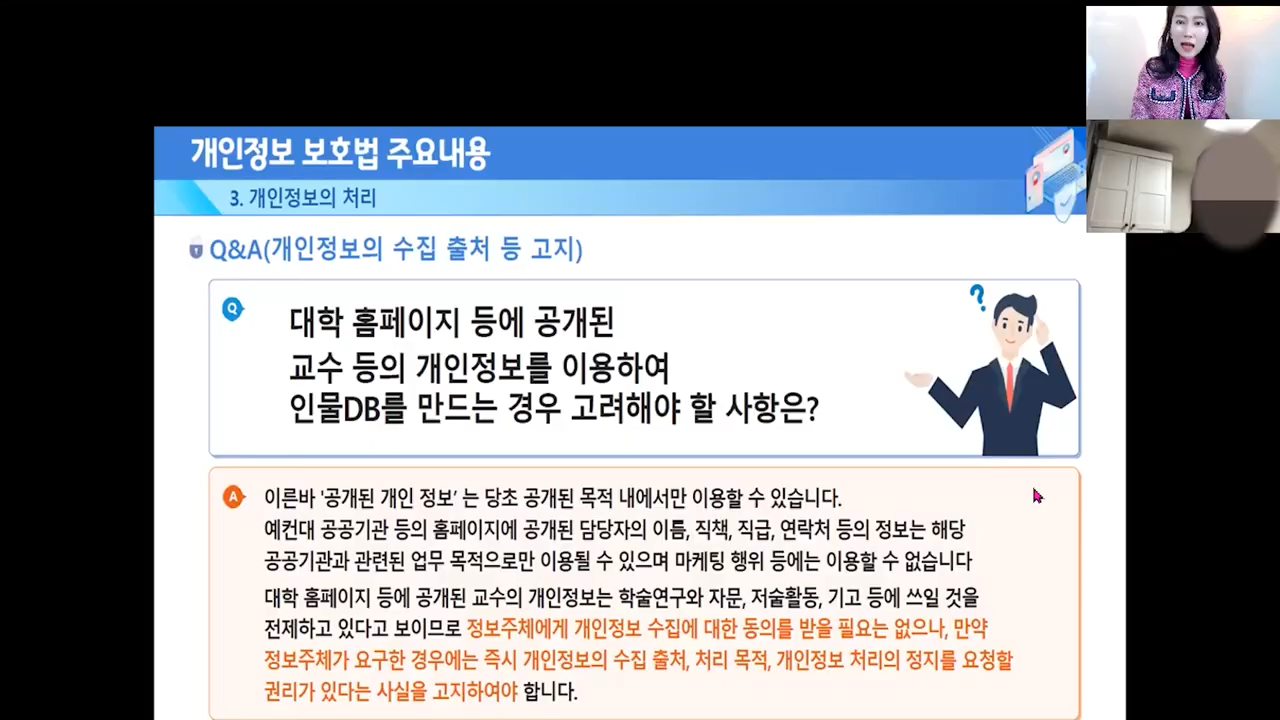 개인정보 보호법 주요내용
3. 개인정보의 처리
Q&A(개인정보의 수집 출처 등 고지)
Q
대학 홈페이지 등에 공개된
교수 등의 개인정보를 이용하여
인물DB를 만드는 경우 고려해야 할 사항은?
?
A
이른바 '공개된 개인 정보' 는 당초 공개된 목적 내에서만 이용할 수 있습니다.
예컨대 공공기관 등의 홈페이지에 공개된 담당자의 이름, 직책, 직급, 연락처 등의 정보는 해당
공공기관과 관련된 업무 목적으로만 이용될 수 있으며 마케팅 행위 등에는 이용할 수 없습니다
대학 홈페이지 등에 공개된 교수의 개인정보는 학술연구와 자문, 저술활동, 기고 등에 쓰일 것을
전제하고 있다고 보이므로 정보주체에게 개인정보 수집에 대한 동의를 받을 필요는 없으나, 만약
정보주체가 요구한 경우에는 즉시 개인정보의 수집 출처, 처리 목적, 개인정보 처리의 정지를 요청할
권리가 있다는 사실을 고지하여야 합니다.